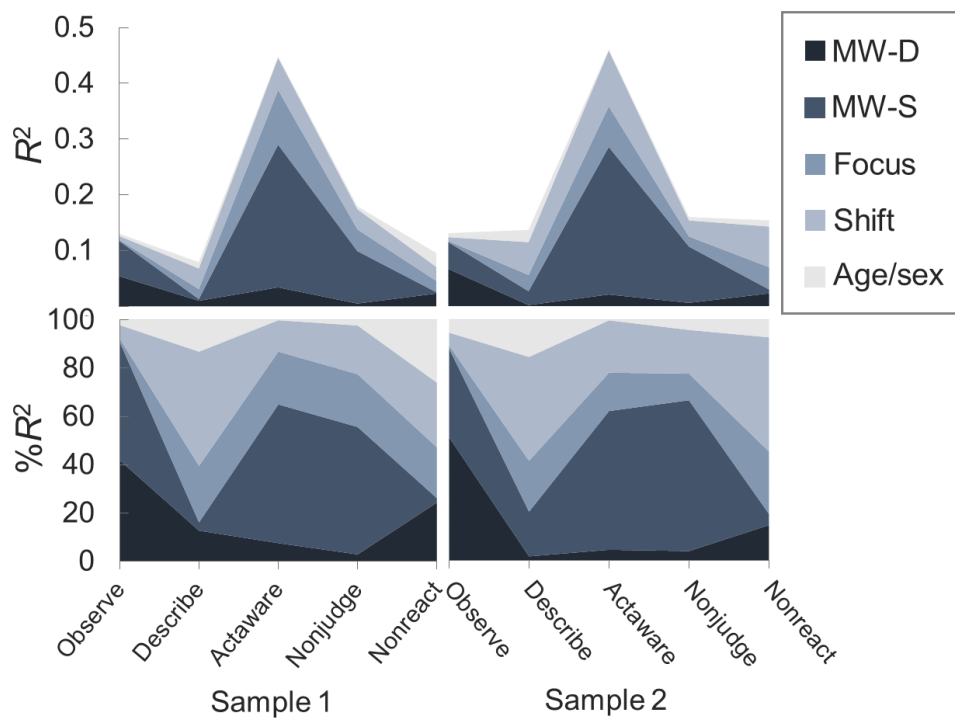 0.5
0.4
0.3
0.2
0.1
R²
100
80
60
40
20
0
%R²
Observe
Describe
Actaware
Nonjudge
Nonreact
Sample 1
Observe
Describe
Actaware
Nonjudge
Nonreact
Sample 2
MW-D
MW-S
Focus
Shift
Age/sex